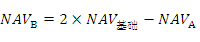 NAV_B = 2 × NAV_基础 − NAV_A